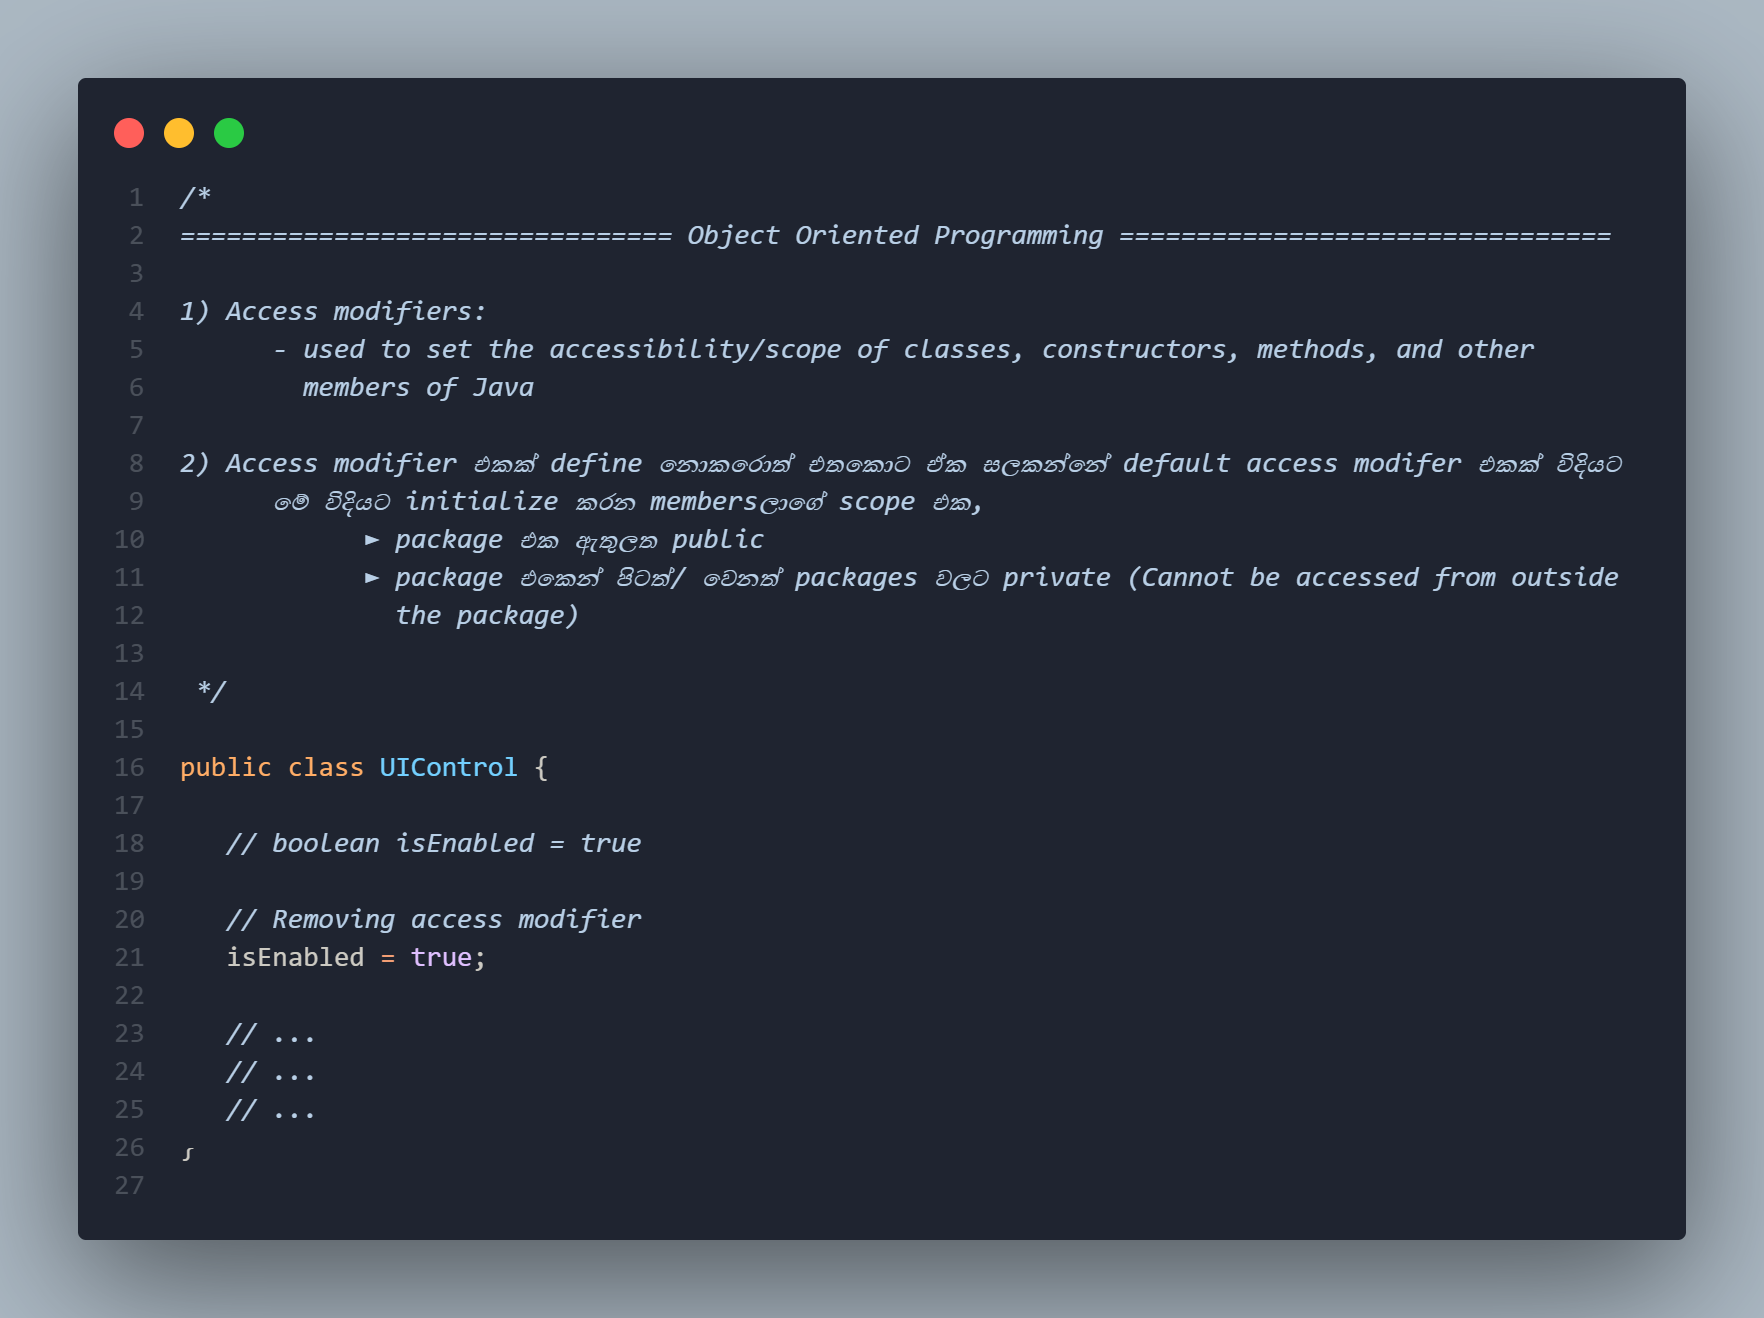 1 /*
2 ================================ Object Oriented Programming ================================
3
4 1) Access modifiers:
5 - used to set the accessibility/scope of classes, constructors, methods, and other
6 members of Java
7
8 2) Access modifier එකක් define නොකරොත් එතකොට ඒක සලකන්නේ default access modifer එකක් විදියට
9 මේ විදියට initialize කරන membersලාගේ scope එක,
10 ► package එක ඇතුලත public
11 ► package එකෙන් පිටත්/ වෙනත් packages වලට private (Cannot be accessed from outside
12 the package)
13
14 */
15
16 public class UIControl {
17
18 // boolean isEnabled = true
19
20 // Removing access modifier
21 isEnabled = true;
22
23 // ...
24 // ...
25 // ...
26
27